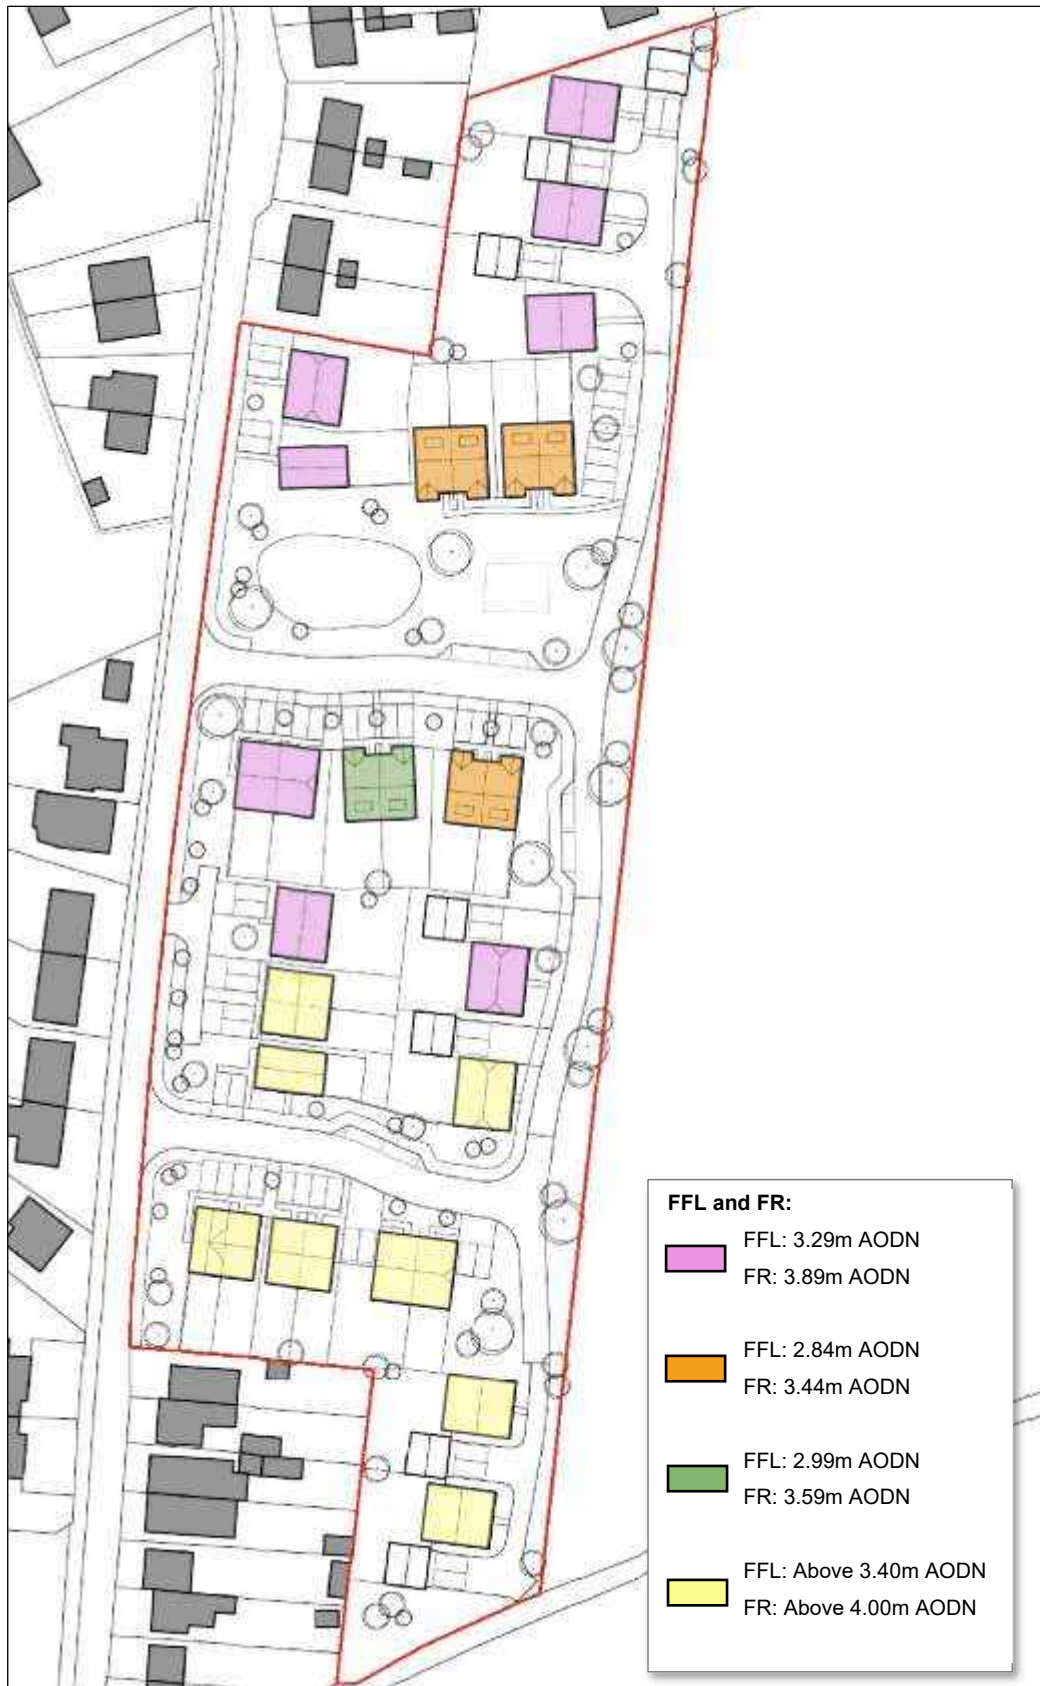 FFL and FR:
FFL: 3.29m AODN
FR: 3.89m AODN
FFL: 2.84m AODN
FR: 3.44m AODN
FFL: 2.99m AODN
FR: 3.59m AODN
FFL: Above 3.40m AODN
FR: Above 4.00m AODN